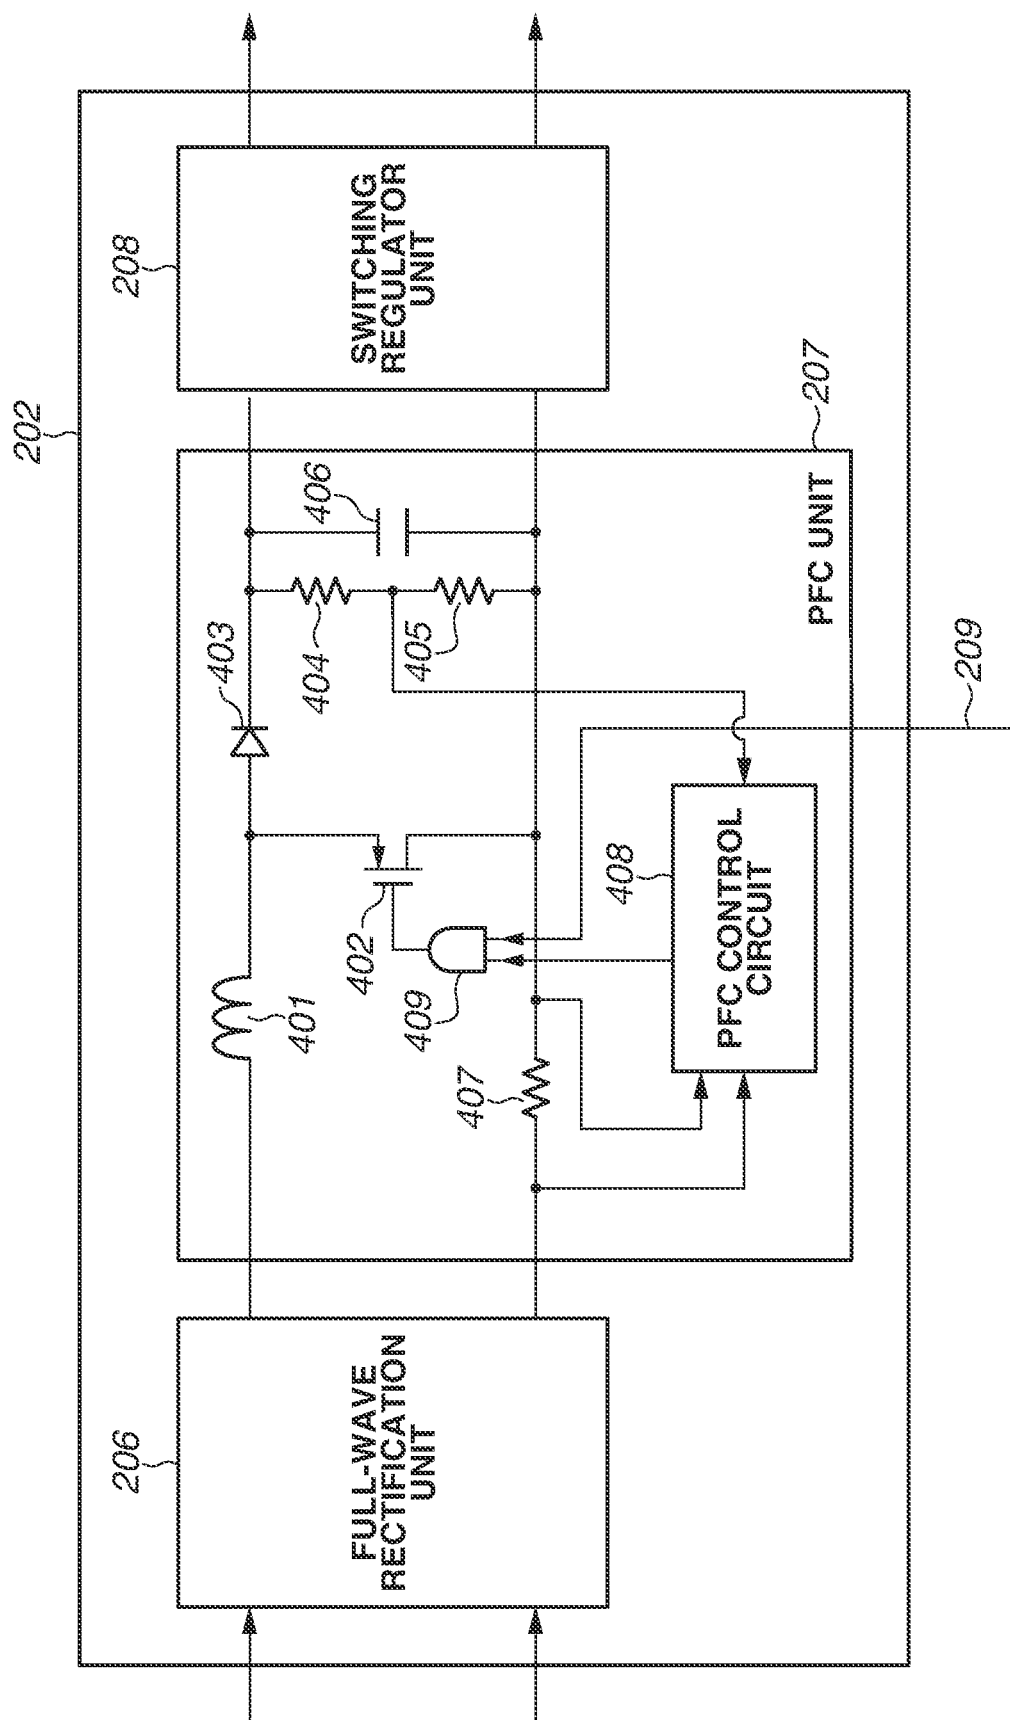 202
206
FULL-WAVE
RECTIFICATION
UNIT
208
SWITCHING
REGULATOR
UNIT
207
PFC UNIT
401
402
403
404
405
406
407
408
PFC CONTROL
CIRCUIT
409
209